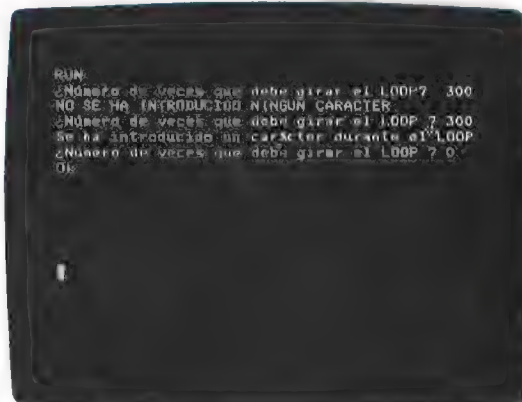 RUN
¿Número de veces que debe girar el LOOP? 300
NO SE HA INTRODUCIDO NINGUN CARACTER
¿Número de veces que debe girar el LOOP ? 300
Se ha introducido un carácter durante el LOOP
¿Número de veces que debe girar el LOOP ? 0
Ok